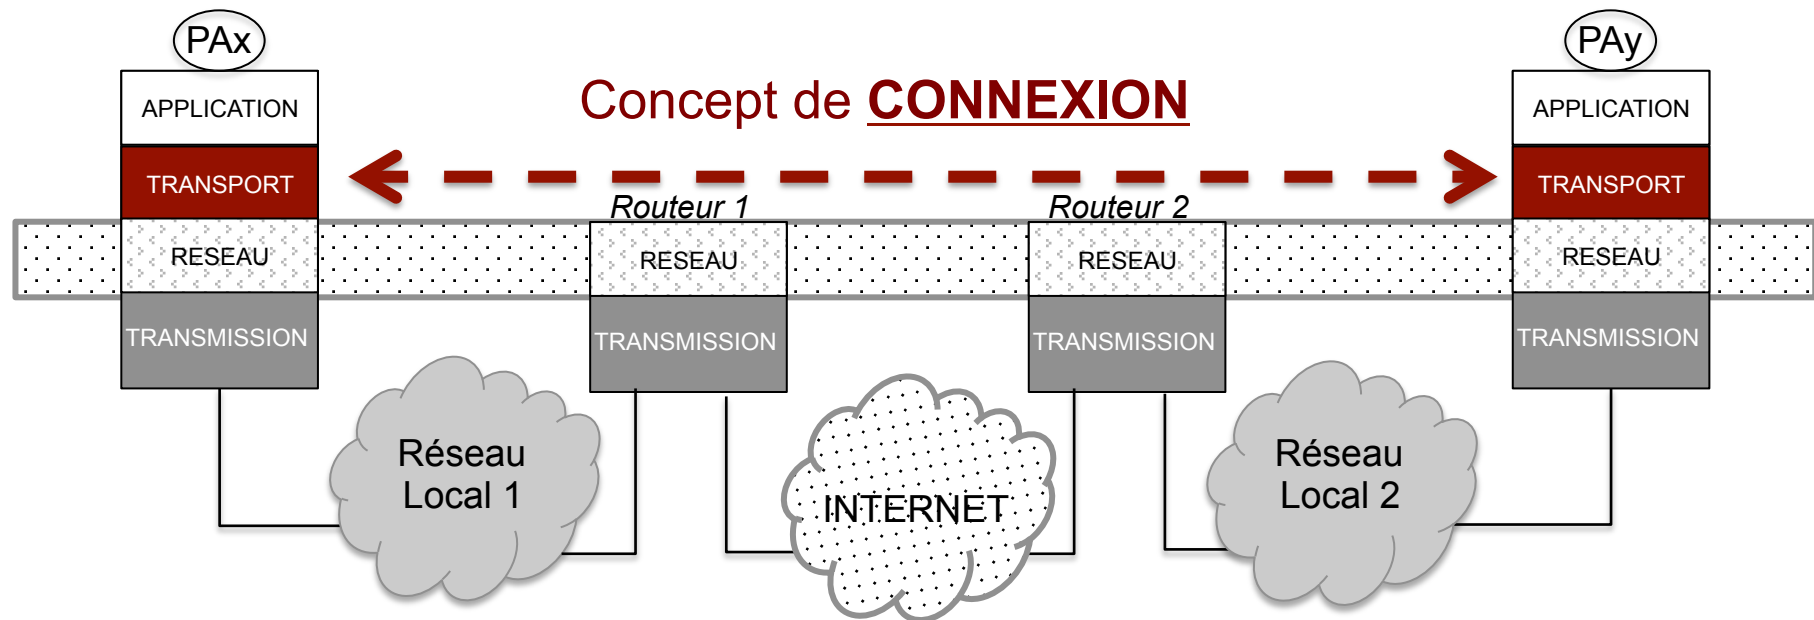 PAx
PAy
Concept de CONNEXION
APPLICATION
APPLICATION
TRANSPORT
TRANSPORT
Routeur 1
Routeur 2
RESEAU
RESEAU
RESEAU
RESEAU
TRANSMISSION
TRANSMISSION
TRANSMISSION
TRANSMISSION
Réseau
Local 1
INTERNET
Réseau
Local 2